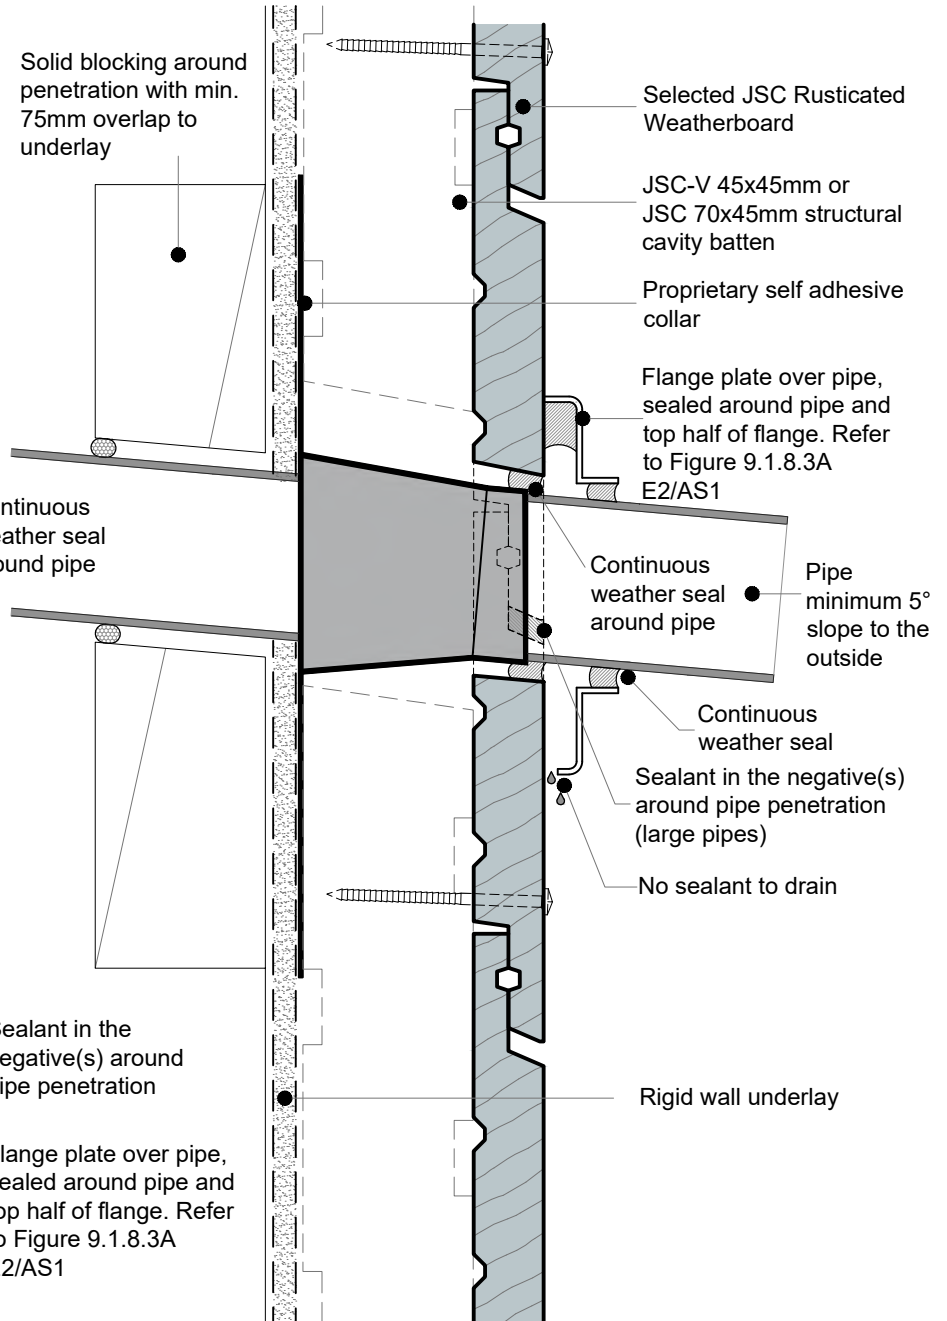 Solid blocking around
penetration with min.
75mm overlap to
underlay
Selected JSC Rusticated
Weatherboard
JSC-V 45x45mm or
JSC 70x45mm structural
cavity batten
Proprietary self adhesive
collar
Flange plate over pipe,
sealed around pipe and
top half of flange. Refer
to Figure 9.1.8.3A
E2/AS1
ntinuous
eather seal
ound pipe
Continuous
weather seal
around pipe
Pipe
minimum 5°
slope to the
outside
Continuous
weather seal
Sealant in the negative(s)
around pipe penetration
(large pipes)
No sealant to drain
Sealant in the
egative(s) around
ipe penetration
Rigid wall underlay
lange plate over pipe,
ealed around pipe and
op half of flange. Refer
o Figure 9.1.8.3A
2/AS1